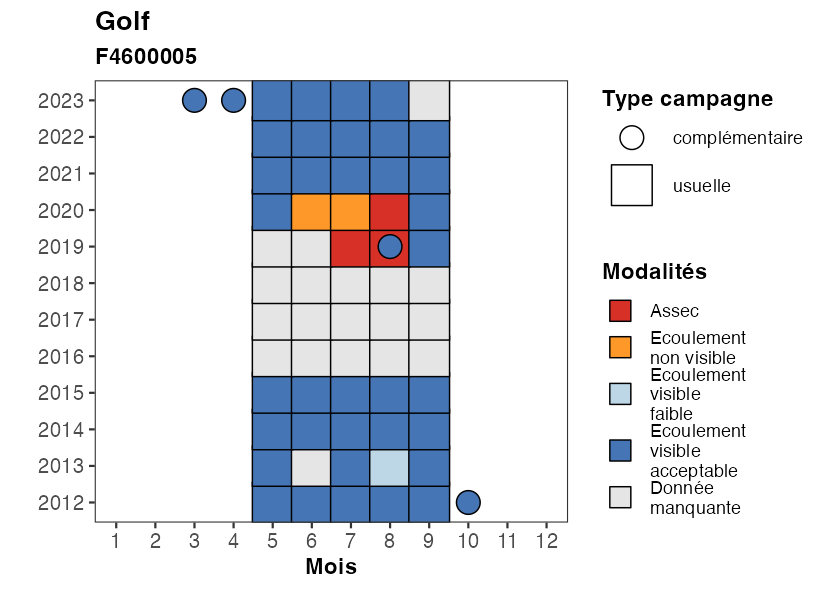 Golf
F4600005
2023
2022
2021
2020
2019
2018
2017
2016
2015
2014
2013
2012
1 2 3 4 5 6 7 8 9 10 11 12
Mois
Type campagne
complémentaire
usuelle
Modalités
Assec
Ecoulement
non visible
Ecoulement
visible
faible
Ecoulement
visible
acceptable
Donnée
manquante